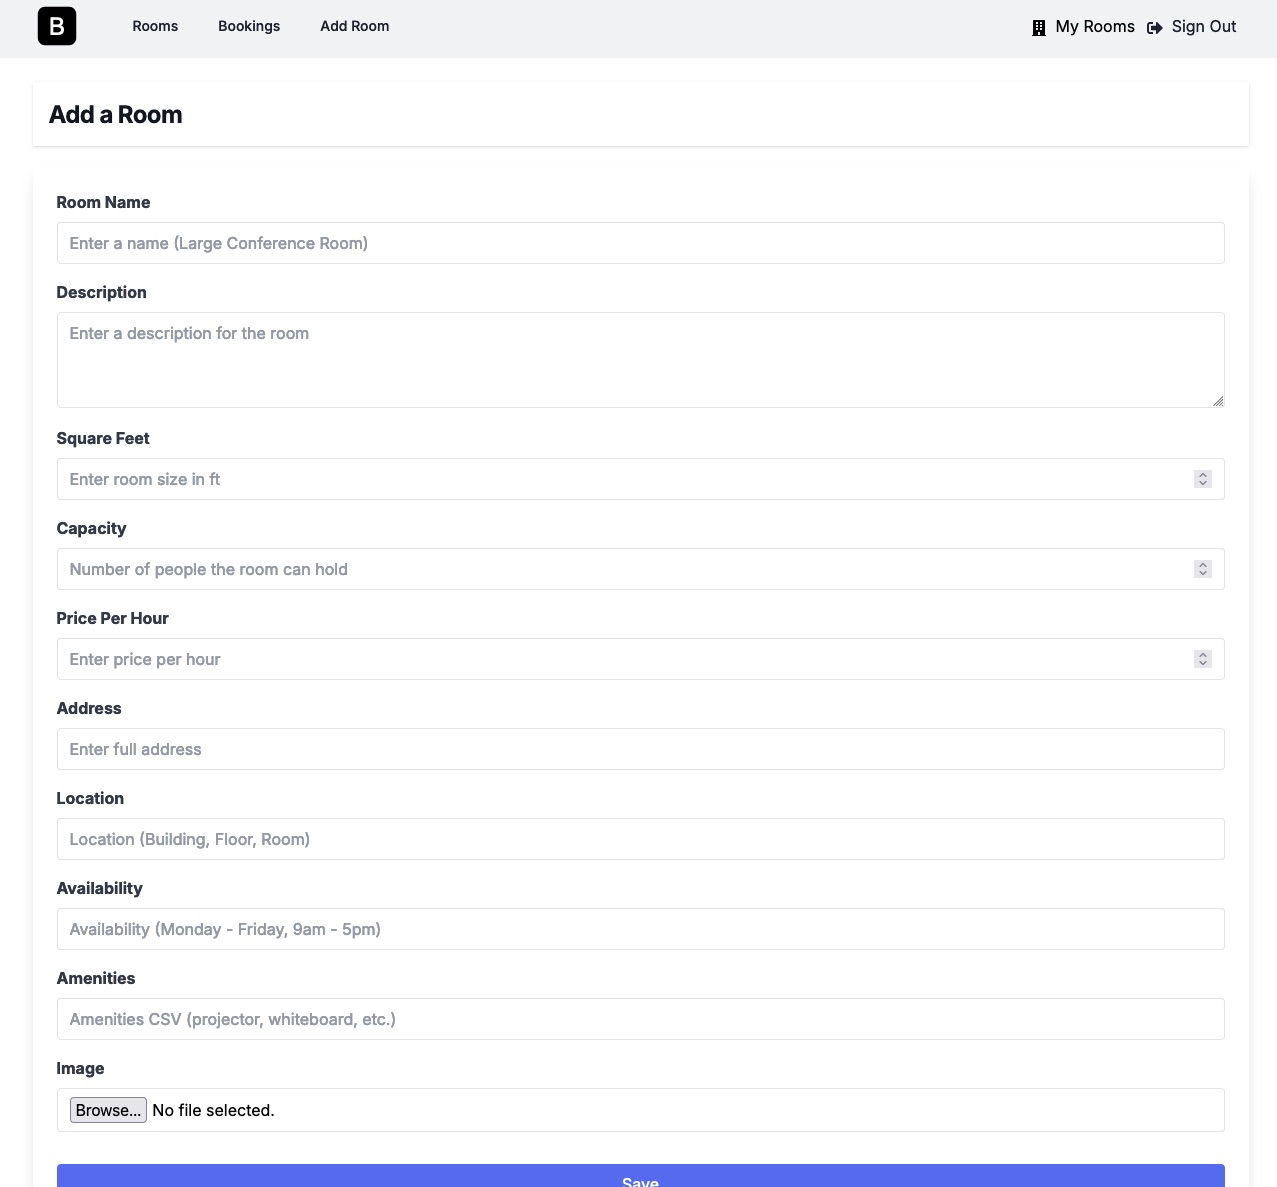 B Rooms Bookings Add Room My Rooms Sign Out
Add a Room
Room Name
Enter a name (Large Conference Room)
Description
Enter a description for the room
Square Feet
Enter room size in ft
Capacity
Number of people the room can hold
Price Per Hour
Enter price per hour
Address
Enter full address
Location
Location (Building, Floor, Room)
Availability
Availability (Monday - Friday, 9am - 5pm)
Amenities
Amenities CSV (projector, whiteboard, etc.)
Image
Browse... No file selected.
Save